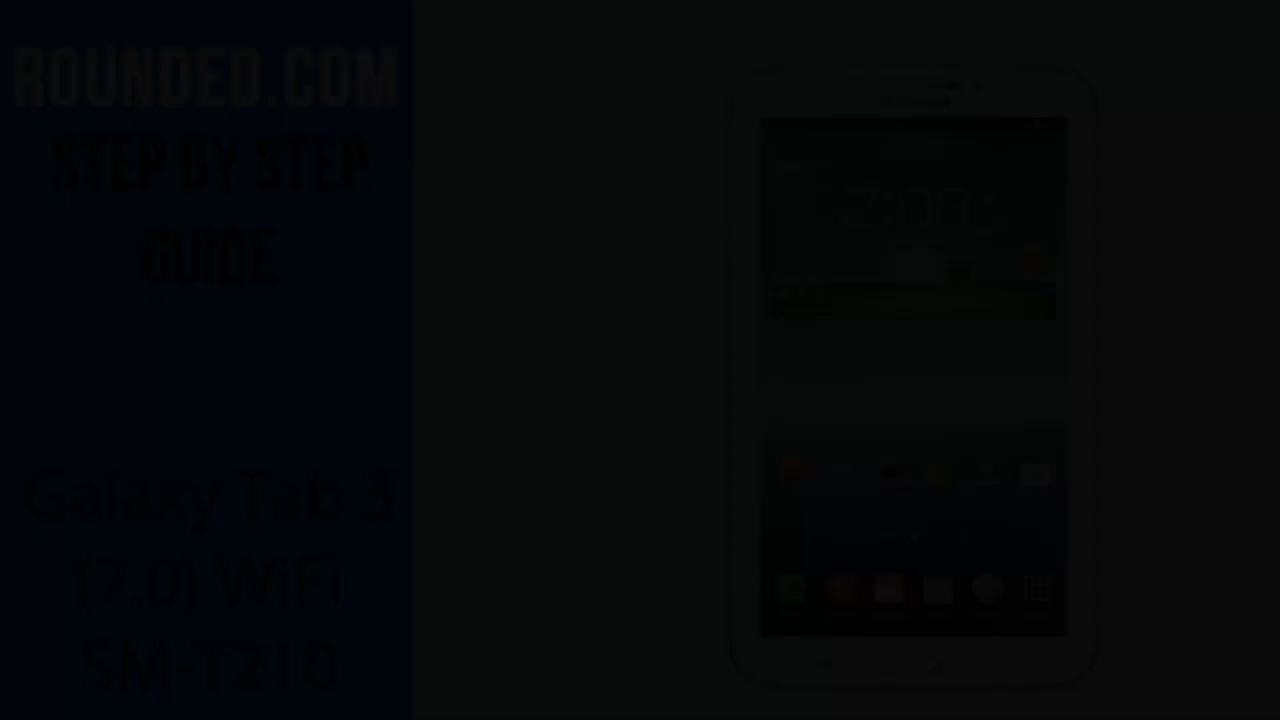 ROUNDED.COM
STEP BY STEP
GUIDE
Galaxy Tab 3
(7.0) WiFi
SM-T210